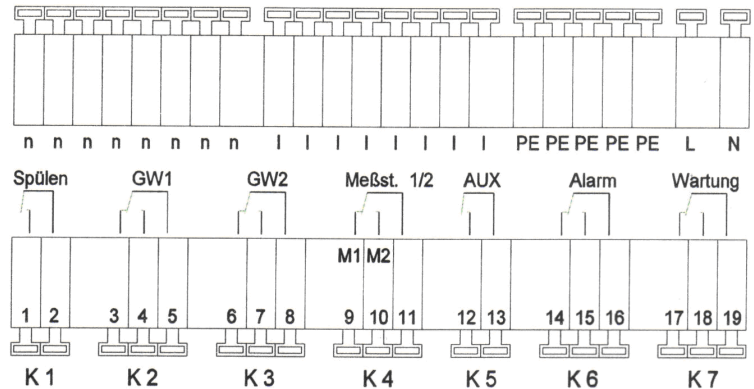 n n n n n n n n l l l l l l l l PE PE PE PE PE L N
Spülen GW1 GW2 Meßst. 1/2 AUX Alarm Wartung
M1 M2
1 2 3 4 5 6 7 8 9 10 11 12 13 14 15 16 17 18 19
K 1 K 2 K 3 K 4 K 5 K 6 K 7